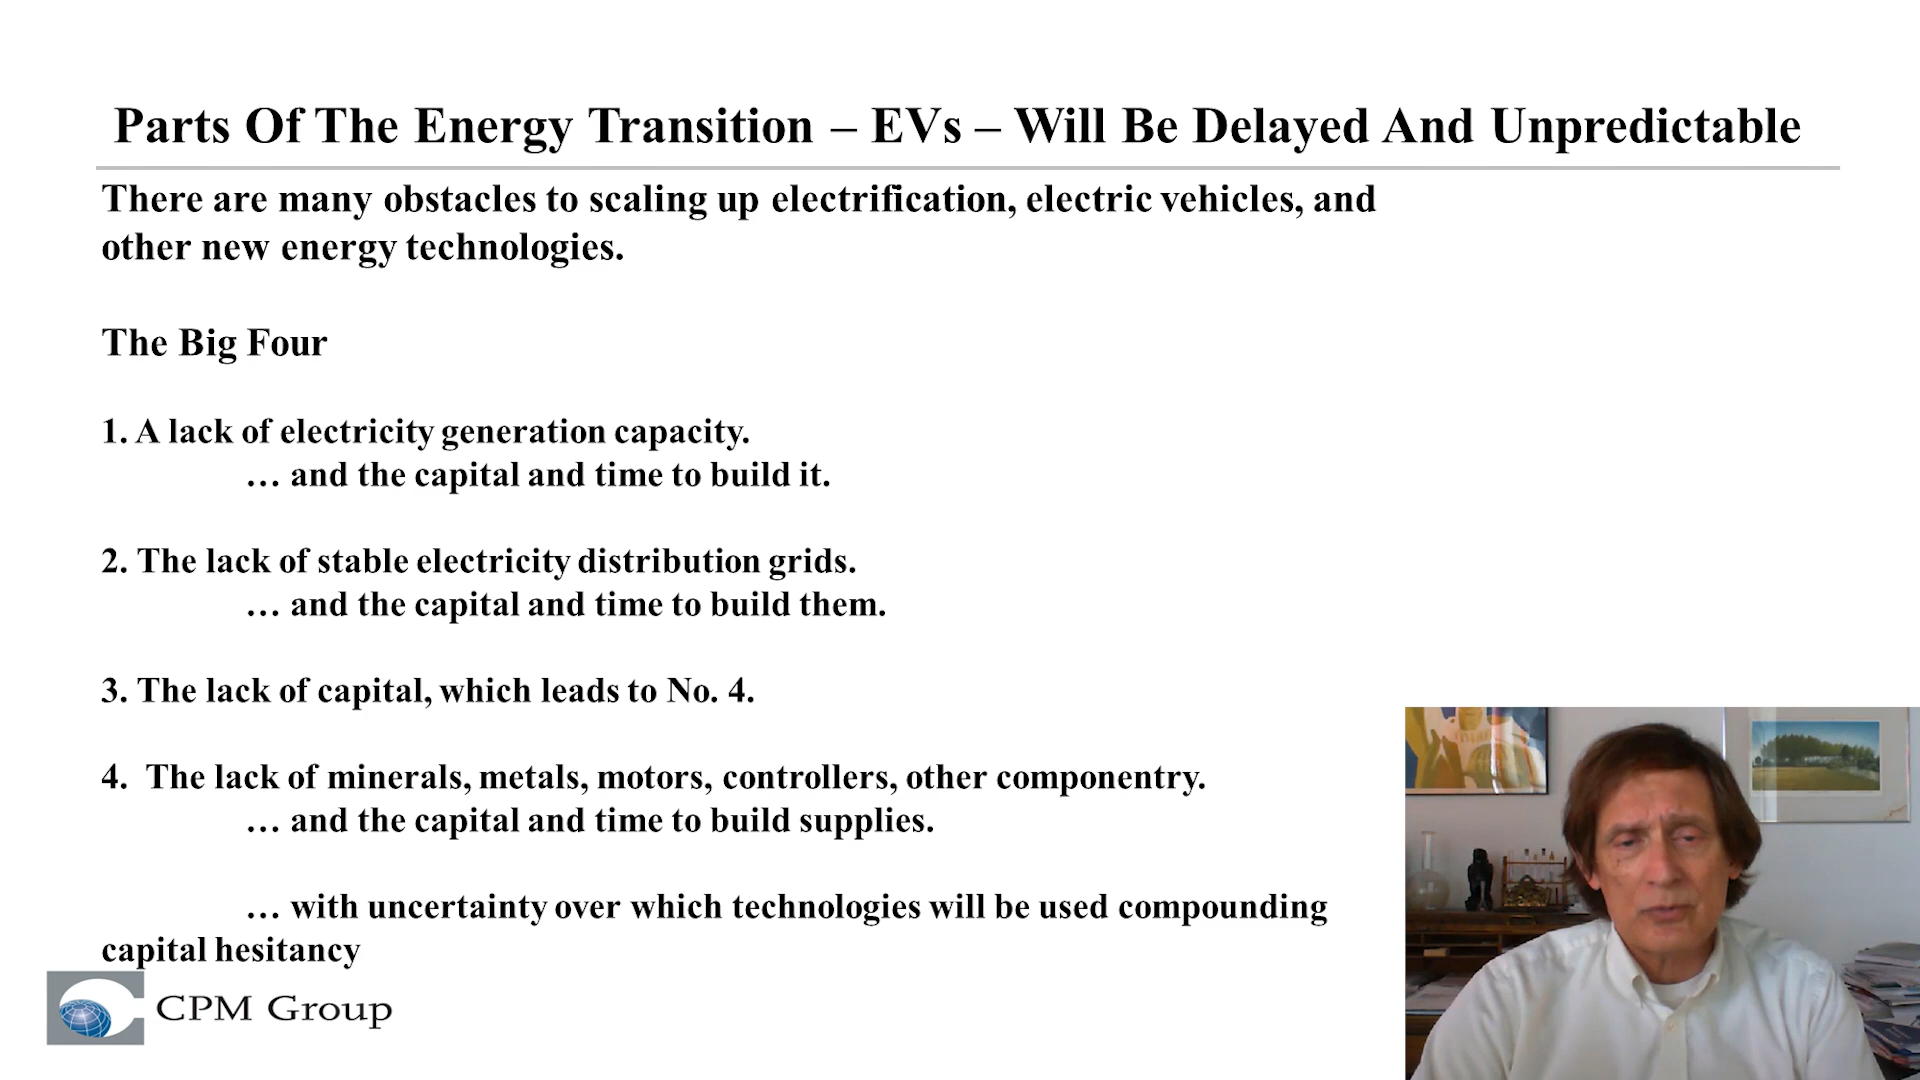 Parts Of The Energy Transition – EVs – Will Be Delayed And Unpredictable
There are many obstacles to scaling up electrification, electric vehicles, and
other new energy technologies.
The Big Four
1. A lack of electricity generation capacity.
… and the capital and time to build it.
2. The lack of stable electricity distribution grids.
… and the capital and time to build them.
3. The lack of capital, which leads to No. 4.
4.  The lack of minerals, metals, motors, controllers, other componentry.
… and the capital and time to build supplies.
… with uncertainty over which technologies will be used compounding
capital hesitancy
CPM Group